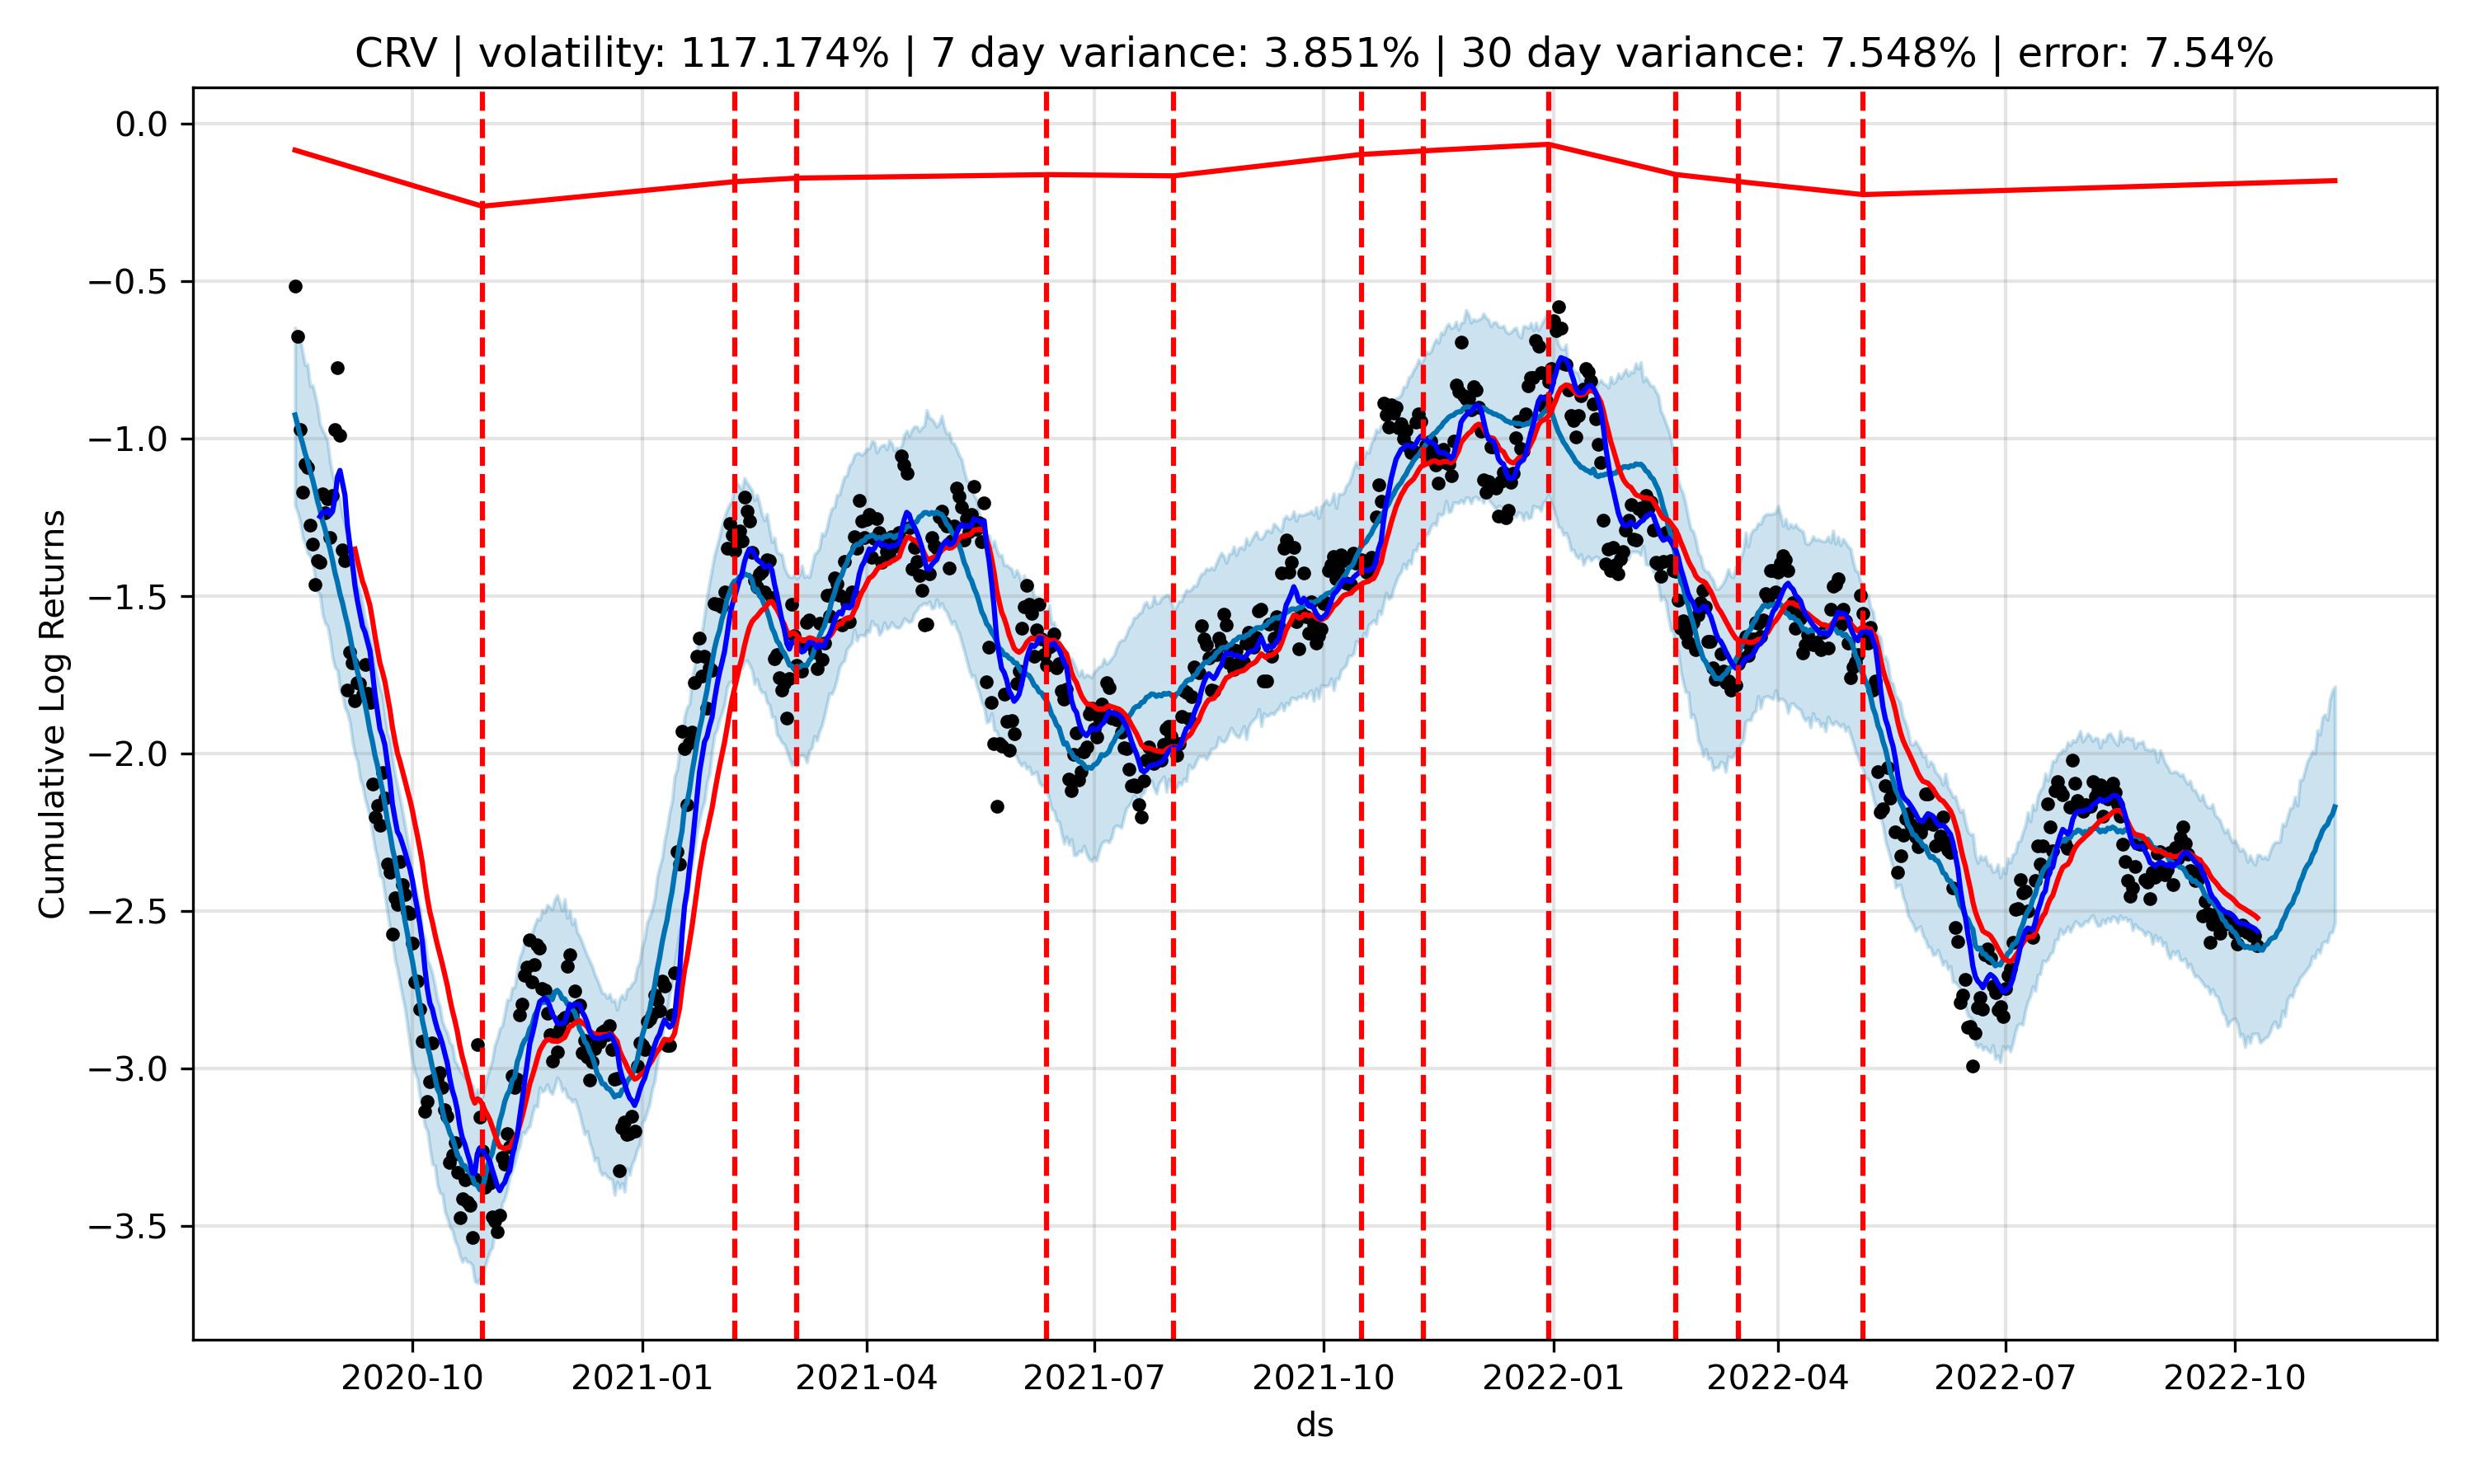 CRV | volatility: 117.174% | 7 day variance: 3.851% | 30 day variance: 7.548% | error: 7.54%
0.0
−0.5
−1.0
−1.5
−2.0
−2.5
−3.0
−3.5
Cumulative Log Returns
2020-10 2021-01 2021-04 2021-07 2021-10 2022-01 2022-04 2022-07 2022-10
ds